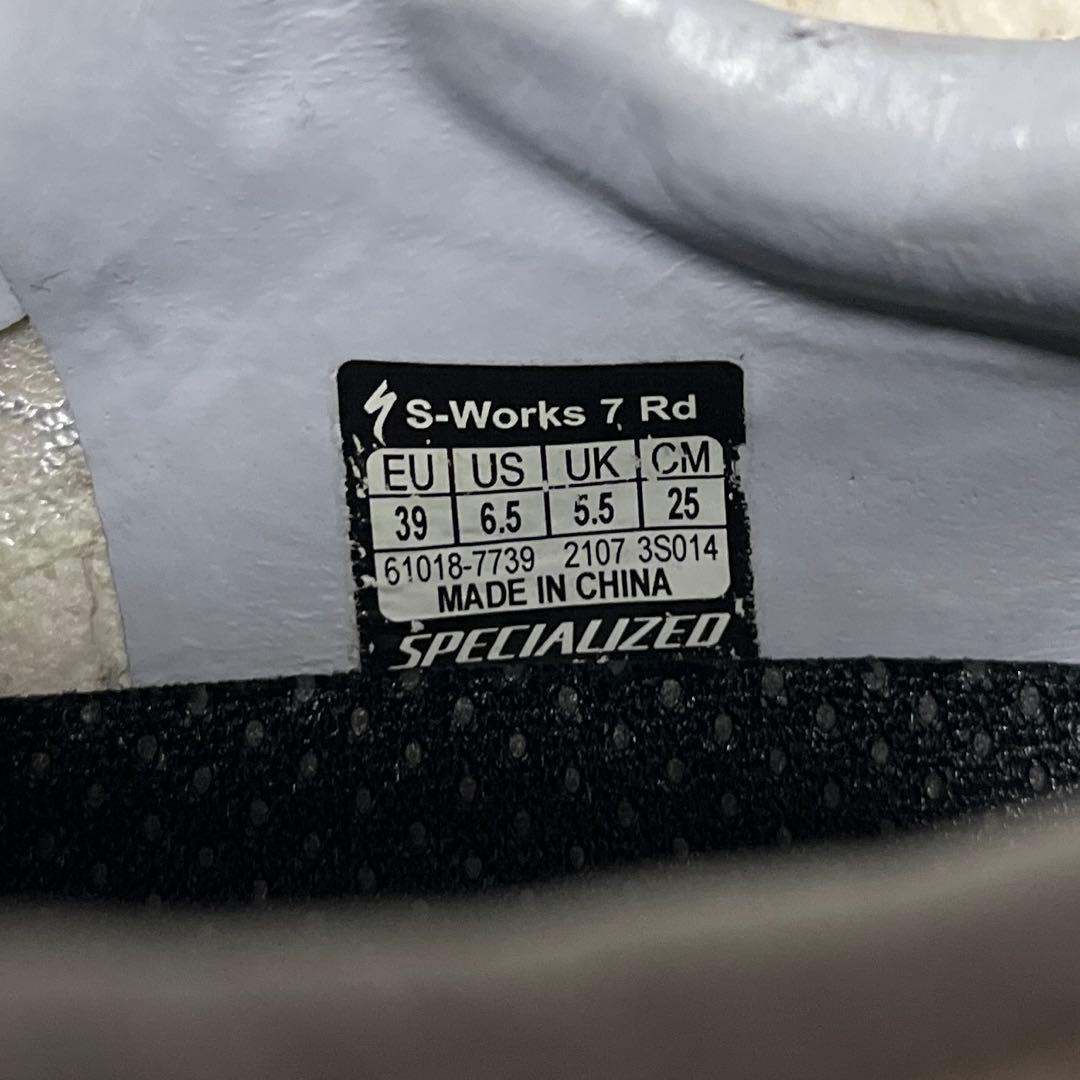 S-Works 7 Rd
EU US UK CM
39 6.5 5.5 25
61018-7739 2107 3S014
MADE IN CHINA
SPECIALIZED